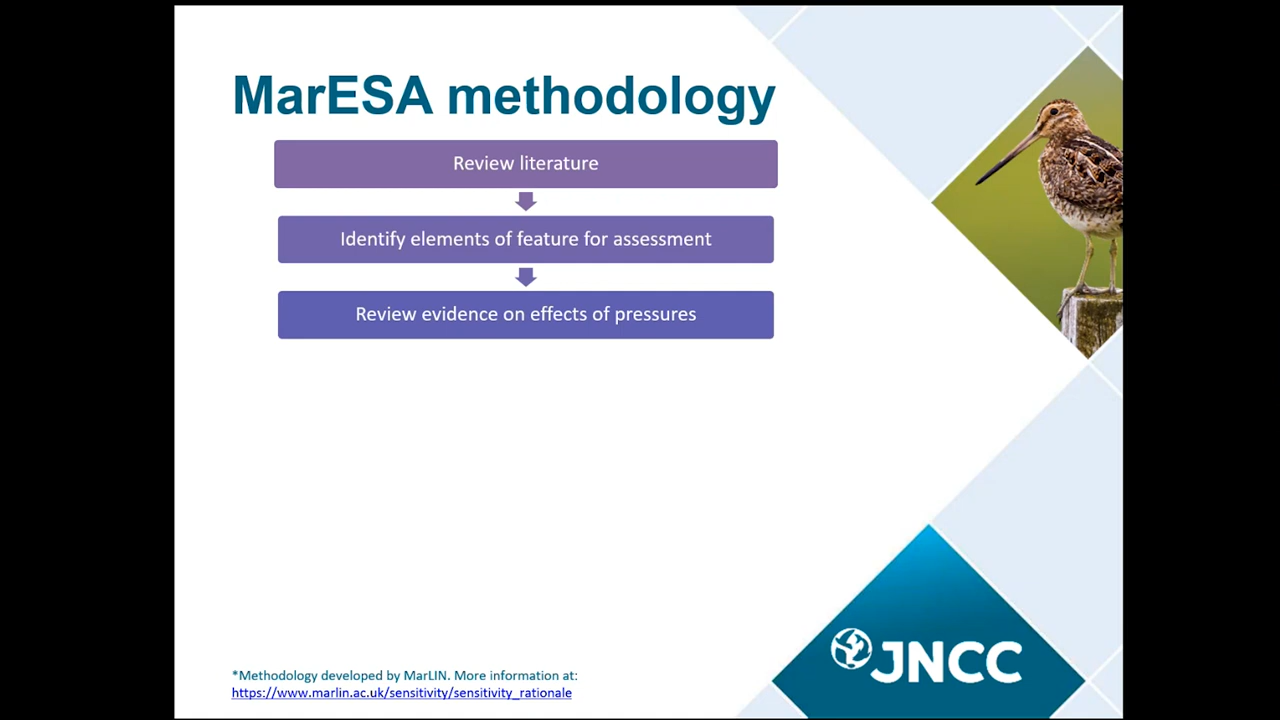 MarESA methodology
Review literature
Identify elements of feature for assessment
Review evidence on effects of pressures
*Methodology developed by MarLIN. More information at:
https://www.marlin.ac.uk/sensitivity/sensitivity_rationale
JNCC